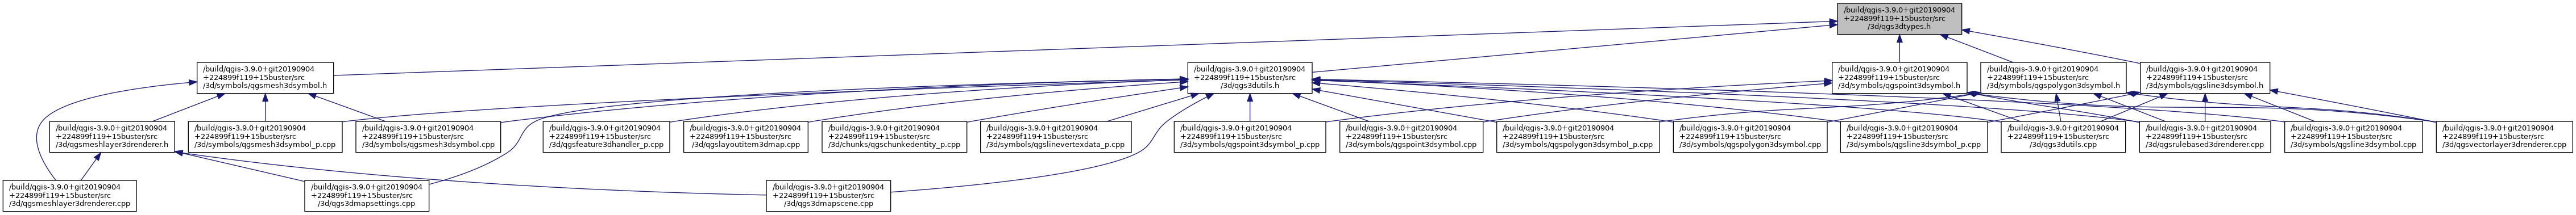 /build/qgis-3.9.0+git20190904
+224899f119+15buster/src
/3d/qgs3dtypes.h
/build/qgis-3.9.0+git20190904
+224899f119+15buster/src
/3d/symbols/qgsmesh3dsymbol.h
/build/qgis-3.9.0+git20190904
+224899f119+15buster/src
/3d/qgs3dutils.h
/build/qgis-3.9.0+git20190904
+224899f119+15buster/src
/3d/symbols/qgspoint3dsymbol.h
/build/qgis-3.9.0+git20190904
+224899f119+15buster/src
/3d/symbols/qgspolygon3dsymbol.h
/build/qgis-3.9.0+git20190904
+224899f119+15buster/src
/3d/symbols/qgsline3dsymbol.h
/build/qgis-3.9.0+git20190904
+224899f119+15buster/src
/3d/qgsmeshlayer3drenderer.h
/build/qgis-3.9.0+git20190904
+224899f119+15buster/src
/3d/symbols/qgsmesh3dsymbol_p.cpp
/build/qgis-3.9.0+git20190904
+224899f119+15buster/src
/3d/symbols/qgsmesh3dsymbol.cpp
/build/qgis-3.9.0+git20190904
+224899f119+15buster/src
/3d/qgsfeature3dhandler_p.cpp
/build/qgis-3.9.0+git20190904
+224899f119+15buster/src
/3d/qgslayoutitem3dmap.cpp
/build/qgis-3.9.0+git20190904
+224899f119+15buster/src
/3d/chunks/qgschunkedentity_p.cpp
/build/qgis-3.9.0+git20190904
+224899f119+15buster/src
/3d/symbols/qgslinevertexdata_p.cpp
/build/qgis-3.9.0+git20190904
+224899f119+15buster/src
/3d/symbols/qgspoint3dsymbol_p.cpp
/build/qgis-3.9.0+git20190904
+224899f119+15buster/src
/3d/symbols/qgspoint3dsymbol.cpp
/build/qgis-3.9.0+git20190904
+224899f119+15buster/src
/3d/symbols/qgspolygon3dsymbol_p.cpp
/build/qgis-3.9.0+git20190904
+224899f119+15buster/src
/3d/symbols/qgspolygon3dsymbol.cpp
/build/qgis-3.9.0+git20190904
+224899f119+15buster/src
/3d/symbols/qgsline3dsymbol_p.cpp
/build/qgis-3.9.0+git20190904
+224899f119+15buster/src
/3d/qgs3dutils.cpp
/build/qgis-3.9.0+git20190904
+224899f119+15buster/src
/3d/qgsrulebased3drenderer.cpp
/build/qgis-3.9.0+git20190904
+224899f119+15buster/src
/3d/symbols/qgsline3dsymbol.cpp
/build/qgis-3.9.0+git20190904
+224899f119+15buster/src
/3d/qgsvectorlayer3drenderer.cpp
/build/qgis-3.9.0+git20190904
+224899f119+15buster/src
/3d/qgsmeshlayer3drenderer.cpp
/build/qgis-3.9.0+git20190904
+224899f119+15buster/src
/3d/qgs3dmapsettings.cpp
/build/qgis-3.9.0+git20190904
+224899f119+15buster/src
/3d/qgs3dmapscene.cpp